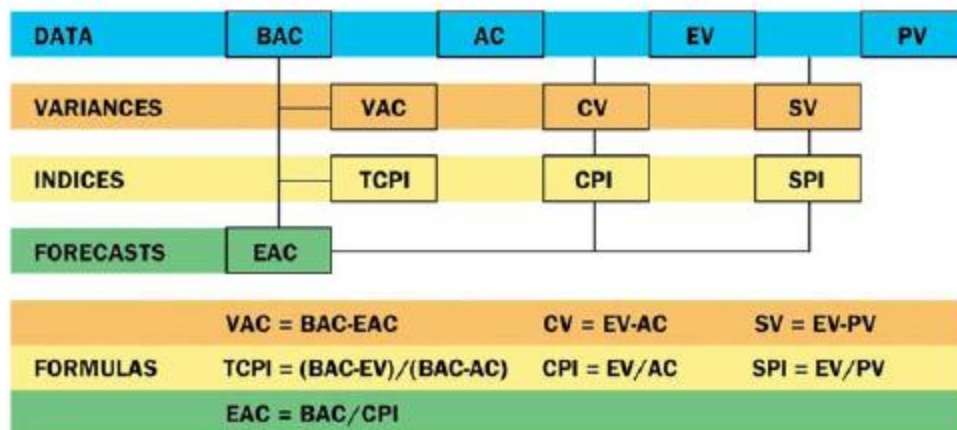 DATA BAC AC EV PV
VARIANCES VAC CV SV
INDICES TCPI CPI SPI
FORECASTS EAC
VAC = BAC-EAC CV = EV-AC SV = EV-PV
FORMULAS TCPI = (BAC-EV)/(BAC-AC) CPI = EV/AC SPI = EV/PV
EAC = BAC/CPI